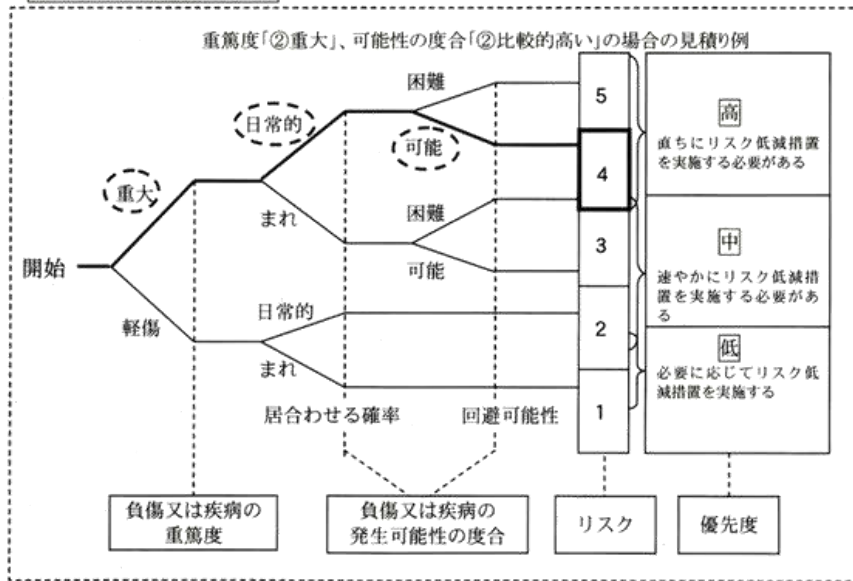 重篤度「②重大」、可能性の度合「②比較的高い」の場合の見積り例
困難
日常的
可能
重大
まれ
困難
可能
開始
軽傷
日常的
まれ
居合わせる確率
回避可能性
5
4
3
2
1
高
直ちにリスク低減措置
を実施する必要がある
中
速やかにリスク低減措
置を実施する必要があ
る
低
必要に応じてリスク低
減措置を実施する
負傷又は疾病の
重篤度
負傷又は疾病の
発生可能性の度合
リスク
優先度